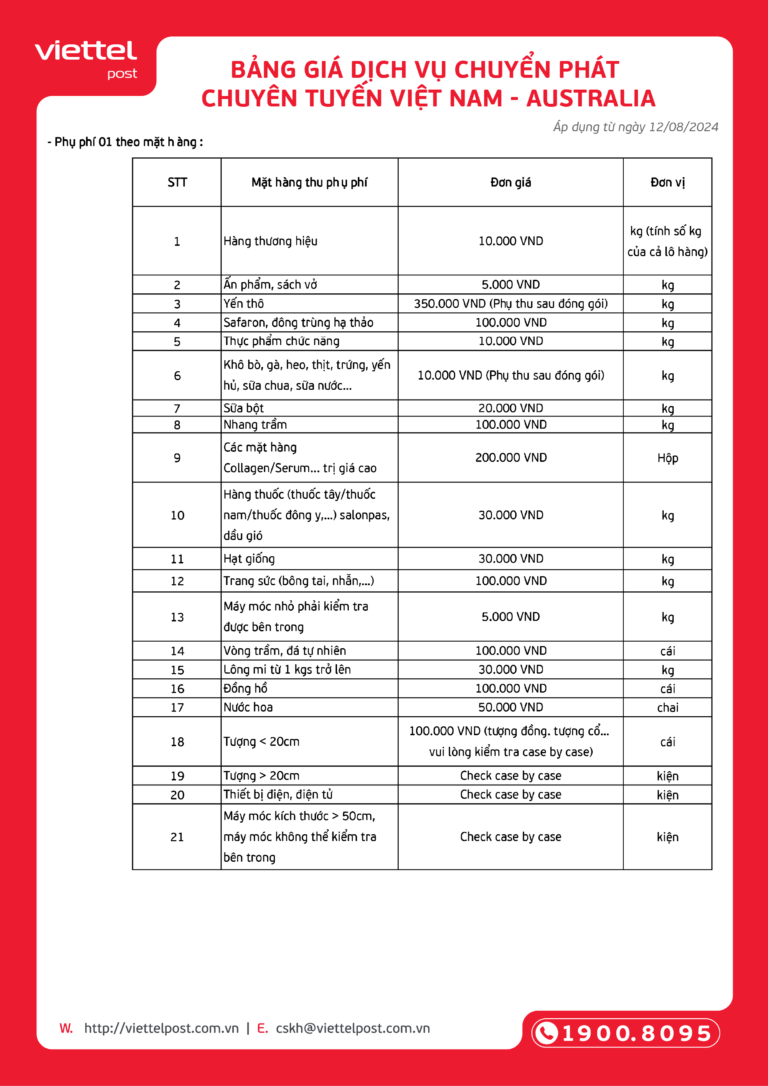 viettel
post
BẢNG GIÁ DỊCH VỤ CHUYỂN PHÁT
CHUYÊN TUYẾN VIỆT NAM - AUSTRALIA
Áp dụng từ ngày 12/08/2024
- Phụ phí 01 theo mặt hàng :
STT Mặt hàng thu phụ phí Đơn giá Đơn vị
1 Hàng thương hiệu 10.000 VND kg (tính số kg
của cả lô hàng)
2 Ấn phẩm, sách vở 5.000 VND kg
3 Yến thô 350.000 VND (Phụ thu sau đóng gói) kg
4 Safaron, đông trùng hạ thảo 100.000 VND kg
5 Thực phẩm chức năng 10.000 VND kg
6 Khô bò, gà, heo, thịt, trứng, yến
hủ, sữa chua, sữa nước... 10.000 VND (Phụ thu sau đóng gói) kg
7 Sữa bột 20.000 VND kg
8 Nhang trầm 100.000 VND kg
9 Các mặt hàng
Collagen/Serum... trị giá cao 200.000 VND Hộp
10 Hàng thuốc (thuốc tây/thuốc
nam/thuốc đông y,...) salonpas,
dầu gió 30.000 VND kg
11 Hạt giống 30.000 VND kg
12 Trang sức (bông tai, nhẫn,...) 100.000 VND kg
13 Máy móc nhỏ phải kiểm tra
được bên trong 5.000 VND kg
14 Vòng trầm, đá tự nhiên 100.000 VND cái
15 Lông mi từ 1 kgs trở lên 30.000 VND kg
16 Đồng hồ 100.000 VND cái
17 Nước hoa 50.000 VND chai
18 Tượng < 20cm 100.000 VND (tượng đồng. tượng cổ...
vui lòng kiểm tra case by case) cái
19 Tượng > 20cm Check case by case kiện
20 Thiết bị điện, điện tủ Check case by case kiện
21 Máy móc kích thước > 50cm,
máy móc không thể kiểm tra
bên trong Check case by case kiện
W. http://viettelpost.com.vn | E. cskh@viettelpost.com.vn
1900.8095